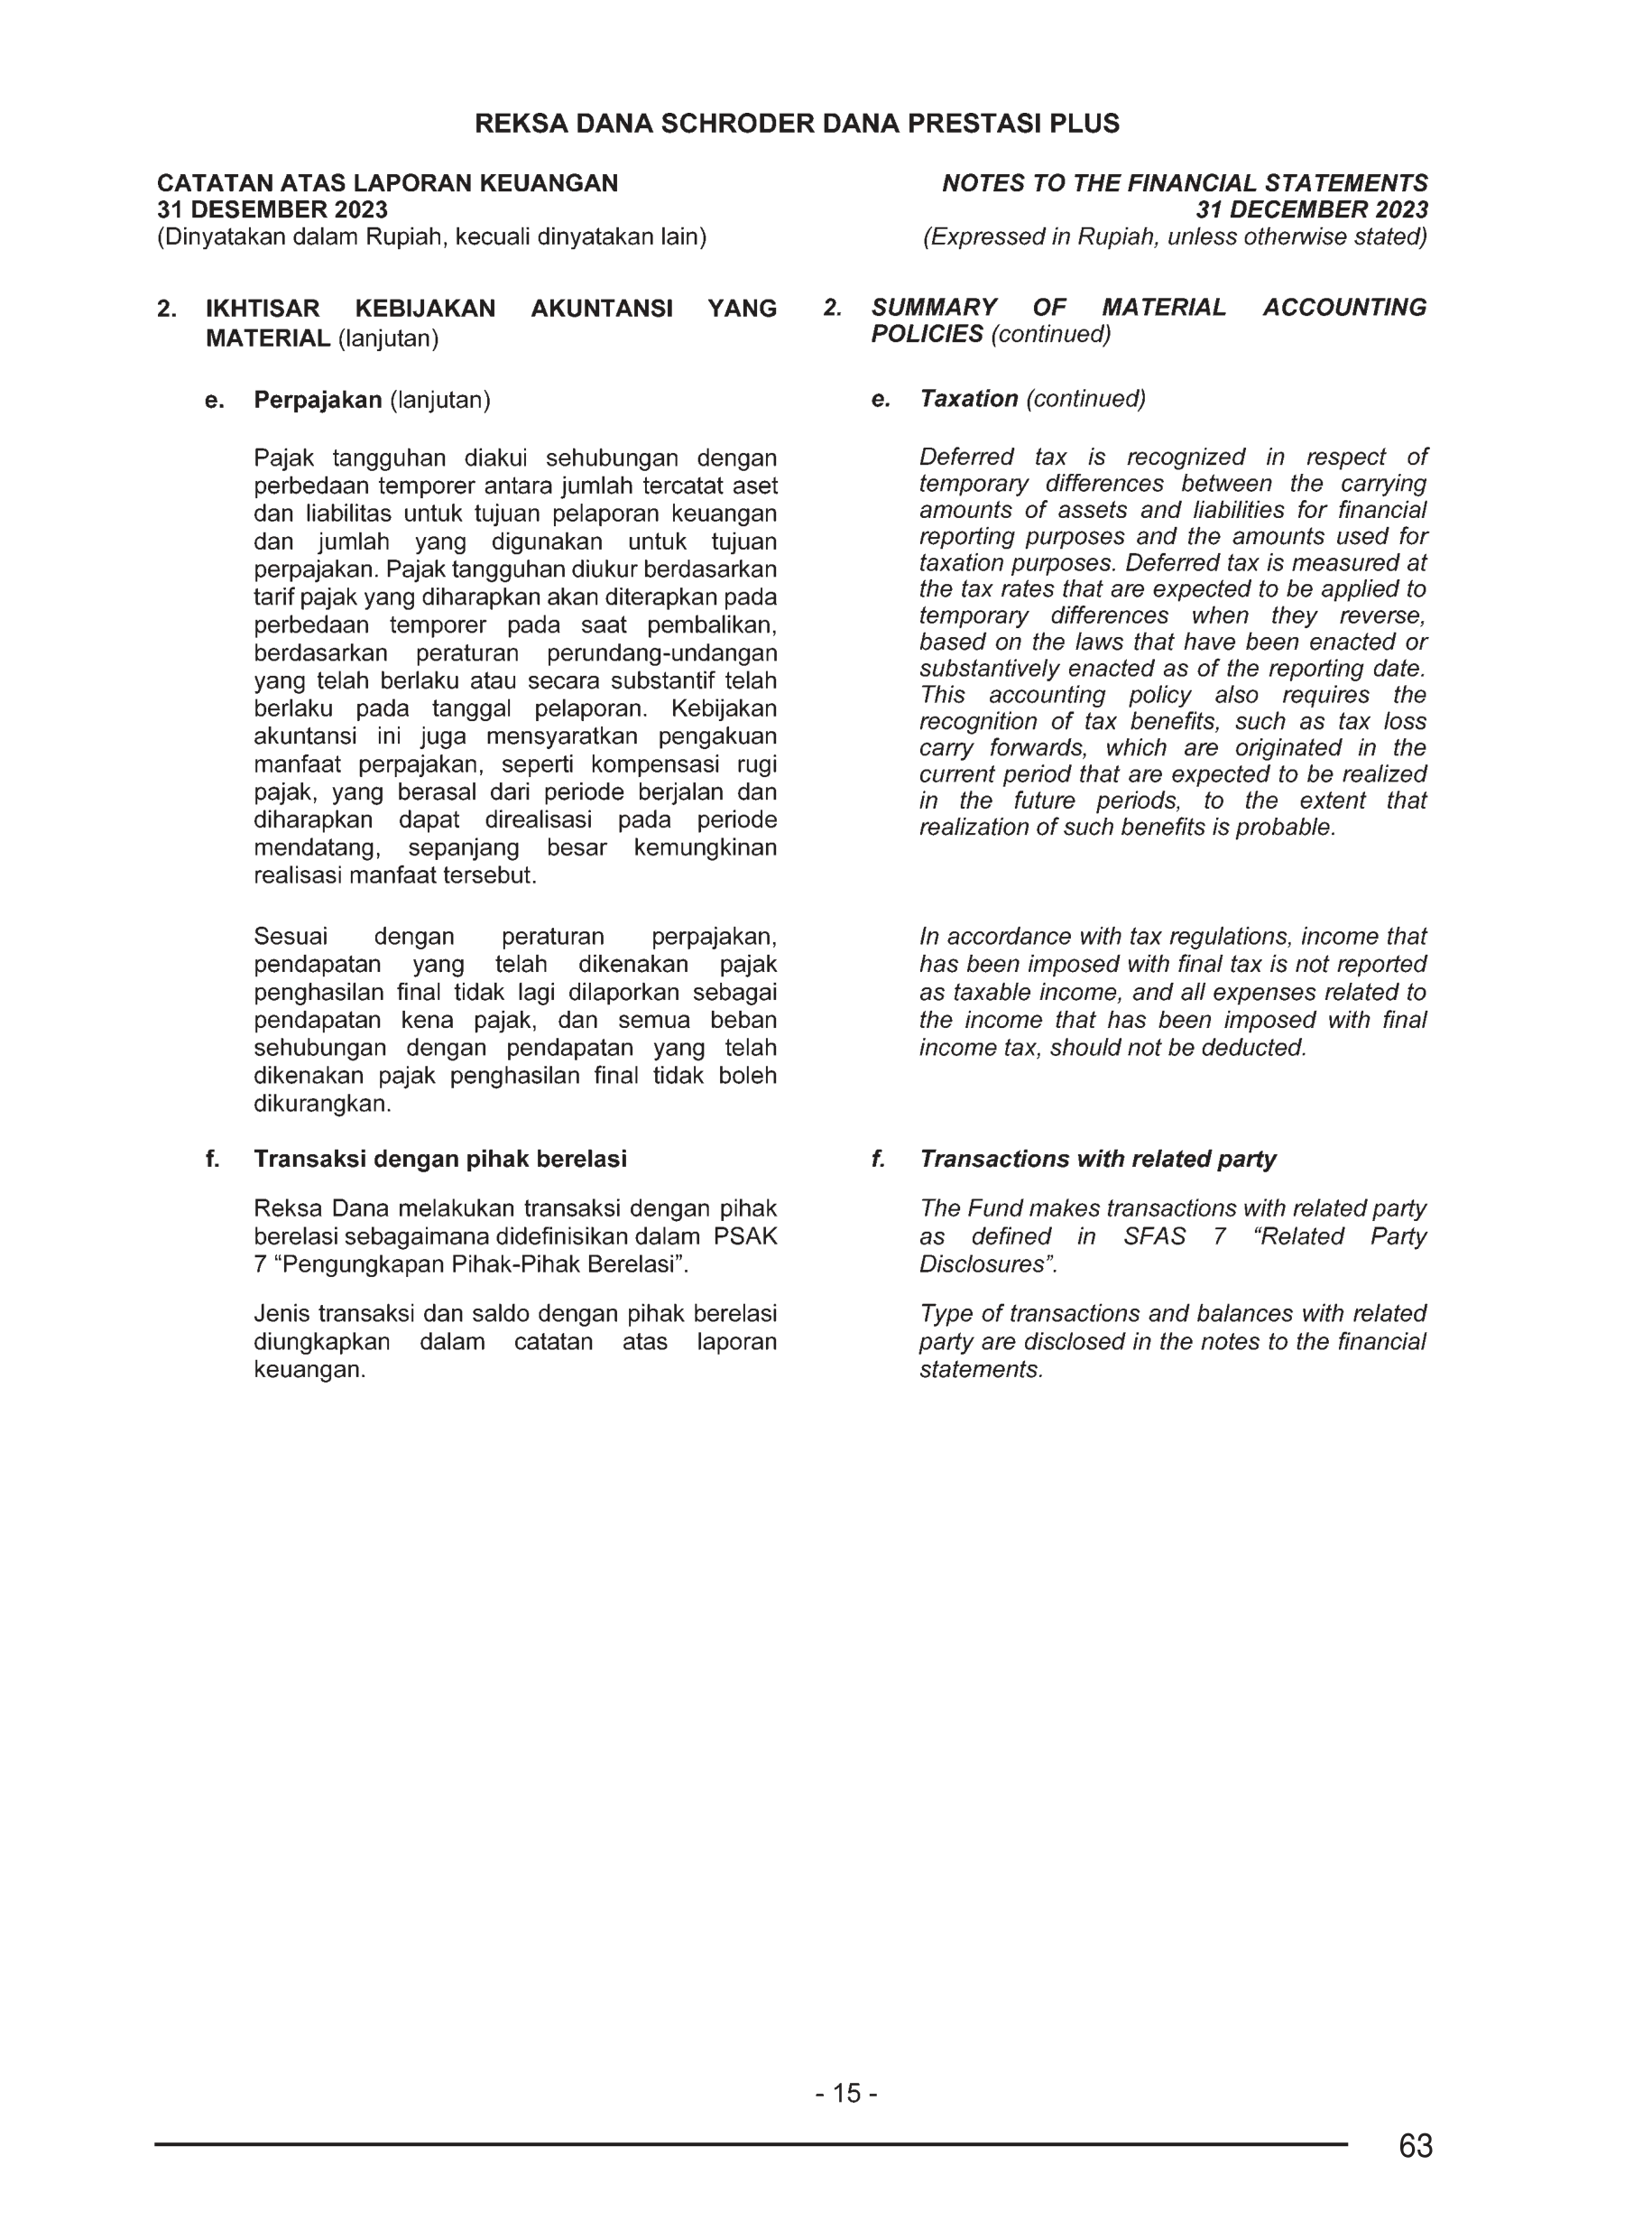 REKSA DANA SCHRODER DANA PRESTASI PLUS
CATATAN ATAS LAPORAN KEUANGAN
31 DESEMBER 2023
(Dinyatakan dalam Rupiah, kecuali dinyatakan lain)
NOTES TO THE FINANCIAL STATEMENTS
31 DECEMBER 2023
(Expressed in Rupiah, unless otherwise stated)
2. IKHTISAR KEBIJAKAN AKUNTANSI YANG
MATERIAL (lanjutan)
e. Perpajakan (lanjutan)
Pajak tangguhan diakui sehubungan dengan
perbedaan temporer antara jumlah tercatat aset
dan liabilitas untuk tujuan pelaporan keuangan
dan jumlah yang digunakan untuk tujuan
perpajakan. Pajak tangguhan diukur berdasarkan
tarif pajak yang diharapkan akan diterapkan pada
perbedaan temporer pada saat pembalikan,
berdasarkan peraturan perundang-undangan
yang telah berlaku atau secara substantif telah
berlaku pada tanggal pelaporan. Kebijakan
akuntansi ini juga mensyaratkan pengakuan
manfaat perpajakan, seperti kompensasi rugi
pajak, yang berasal dari periode berjalan dan
diharapkan dapat direalisasi pada periode
mendatang, sepanjang besar kemungkinan
realisasi manfaat tersebut.
Sesuai dengan peraturan perpajakan,
pendapatan yang telah dikenakan pajak
penghasilan final tidak lagi dilaporkan sebagai
pendapatan kena pajak, dan semua beban
sehubungan dengan pendapatan yang telah
dikenakan pajak penghasilan final tidak boleh
dikurangkan.
f. Transaksi dengan pihak berelasi
Reksa Dana melakukan transaksi dengan pihak
berelasi sebagaimana didefinisikan dalam PSAK
7 “Pengungkapan Pihak-Pihak Berelasi”.
Jenis transaksi dan saldo dengan pihak berelasi
diungkapkan dalam catatan atas laporan
keuangan.
2. SUMMARY OF MATERIAL ACCOUNTING
POLICIES (continued)
e. Taxation (continued)
Deferred tax is recognized in respect of
temporary differences between the carrying
amounts of assets and liabilities for financial
reporting purposes and the amounts used for
taxation purposes. Deferred tax is measured at
the tax rates that are expected to be applied to
temporary differences when they reverse,
based on the laws that have been enacted or
substantively enacted as of the reporting date.
This accounting policy also requires the
recognition of tax benefits, such as tax loss
carry forwards, which are originated in the
current period that are expected to be realized
in the future periods, to the extent that
realization of such benefits is probable.
In accordance with tax regulations, income that
has been imposed with final tax is not reported
as taxable income, and all expenses related to
the income that has been imposed with final
income tax, should not be deducted.
f. Transactions with related party
The Fund makes transactions with related party
as defined in SFAS 7 “Related Party
Disclosures”.
Type of transactions and balances with related
party are disclosed in the notes to the financial
statements.
- 15 -
63